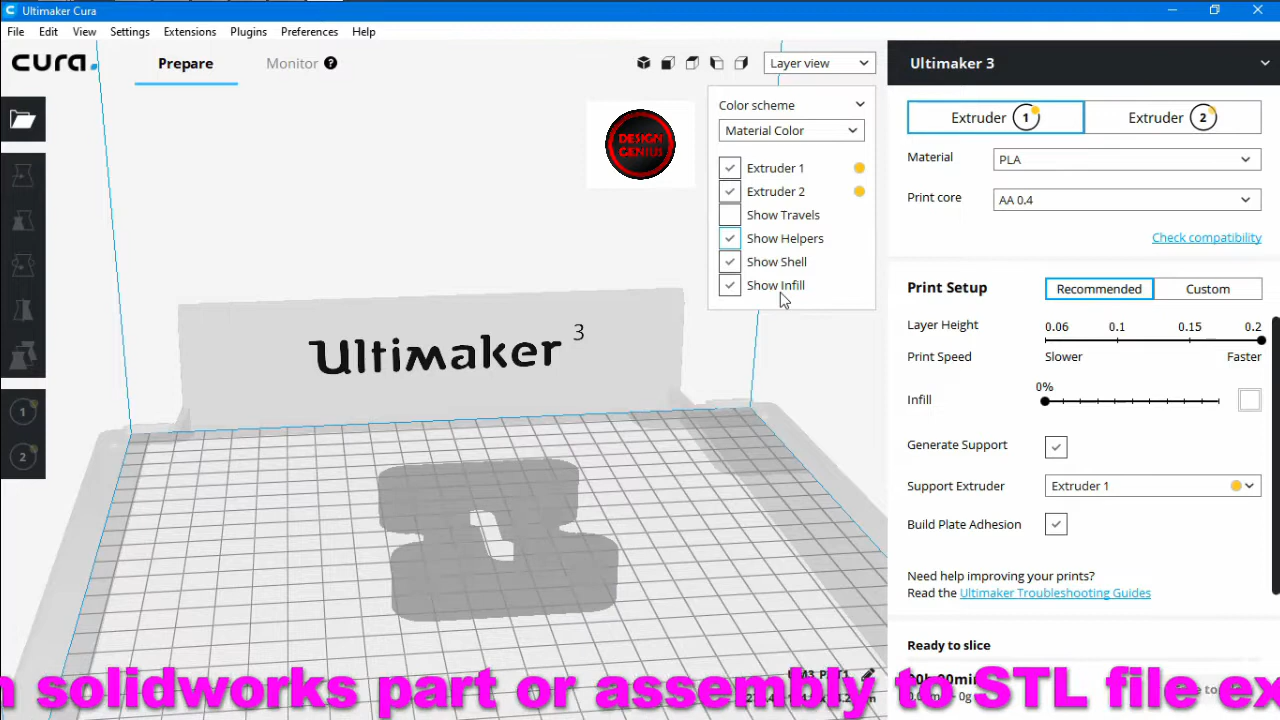 Ultimaker Cura
File Edit View Settings Extensions Plugins Preferences Help
cura.
Prepare
Monitor ?
Layer view
Ultimaker 3
Color scheme
Material Color
Extruder 1
Extruder 2
Show Travels
Show Helpers
Show Shell
Show Infill
DESIGN
GENIUS
Extruder 1
Extruder 2
Material PLA
Print core AA 0.4
Check compatibility
Print Setup Recommended Custom
Layer Height 0.06 0.1 0.15 0.2
Print Speed Slower Faster
Infill 0%
Generate Support
Support Extruder Extruder 1
Build Plate Adhesion
Need help improving your prints?
Read the Ultimaker Troubleshooting Guides
Ready to slice
Ultimaker 3
1
2
solidworks part or assembly to STL file